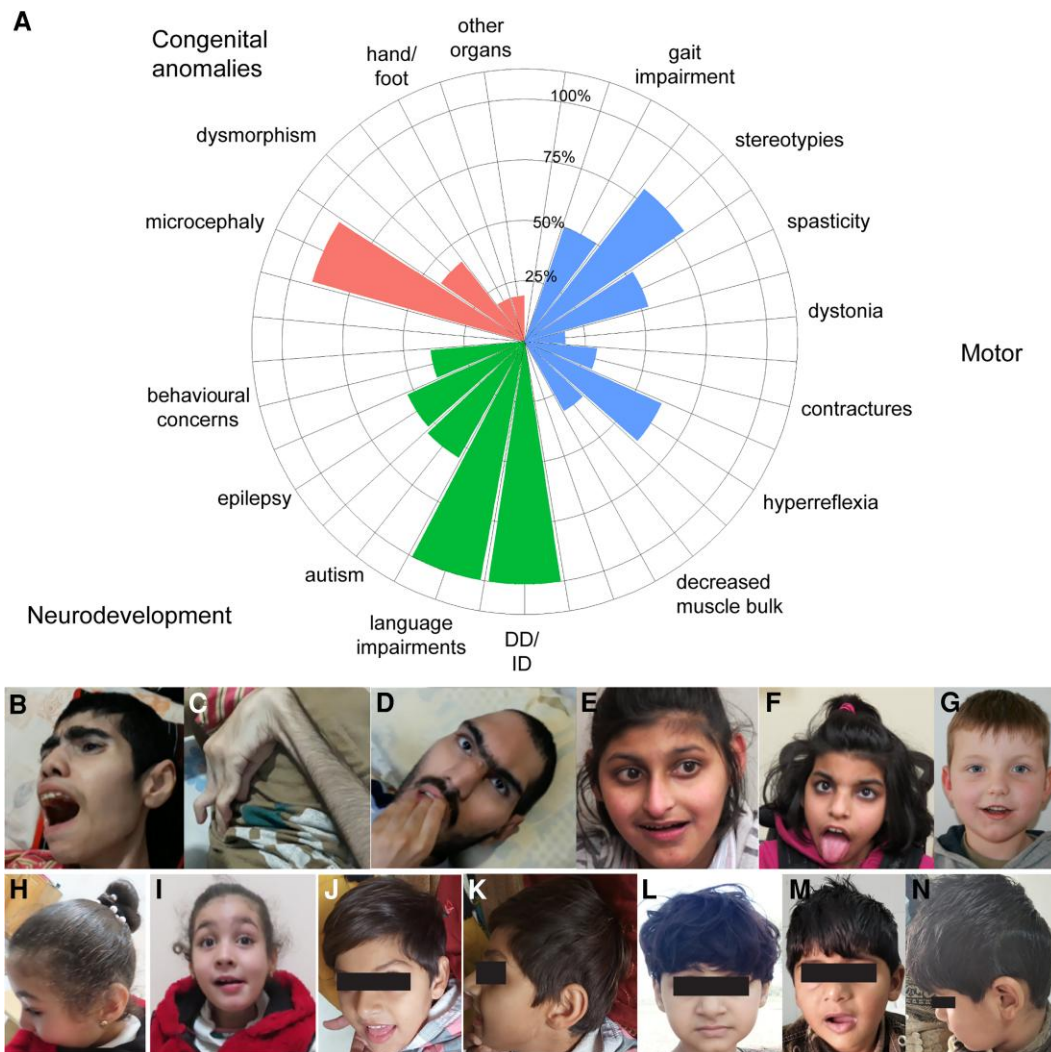 A
Congenital
anomalies
hand/
foot
other
organs
gait
impairment
dysmorphism
stereotypies
microcephaly
spasticity
dystonia
Motor
100%
75%
50%
25%
behavioural
concerns
contractures
epilepsy
hyperreflexia
autism
decreased
muscle bulk
Neurodevelopment
language
impairments
DD/
ID
B
C
D
E
F
G
H
I
J
K
L
M
N